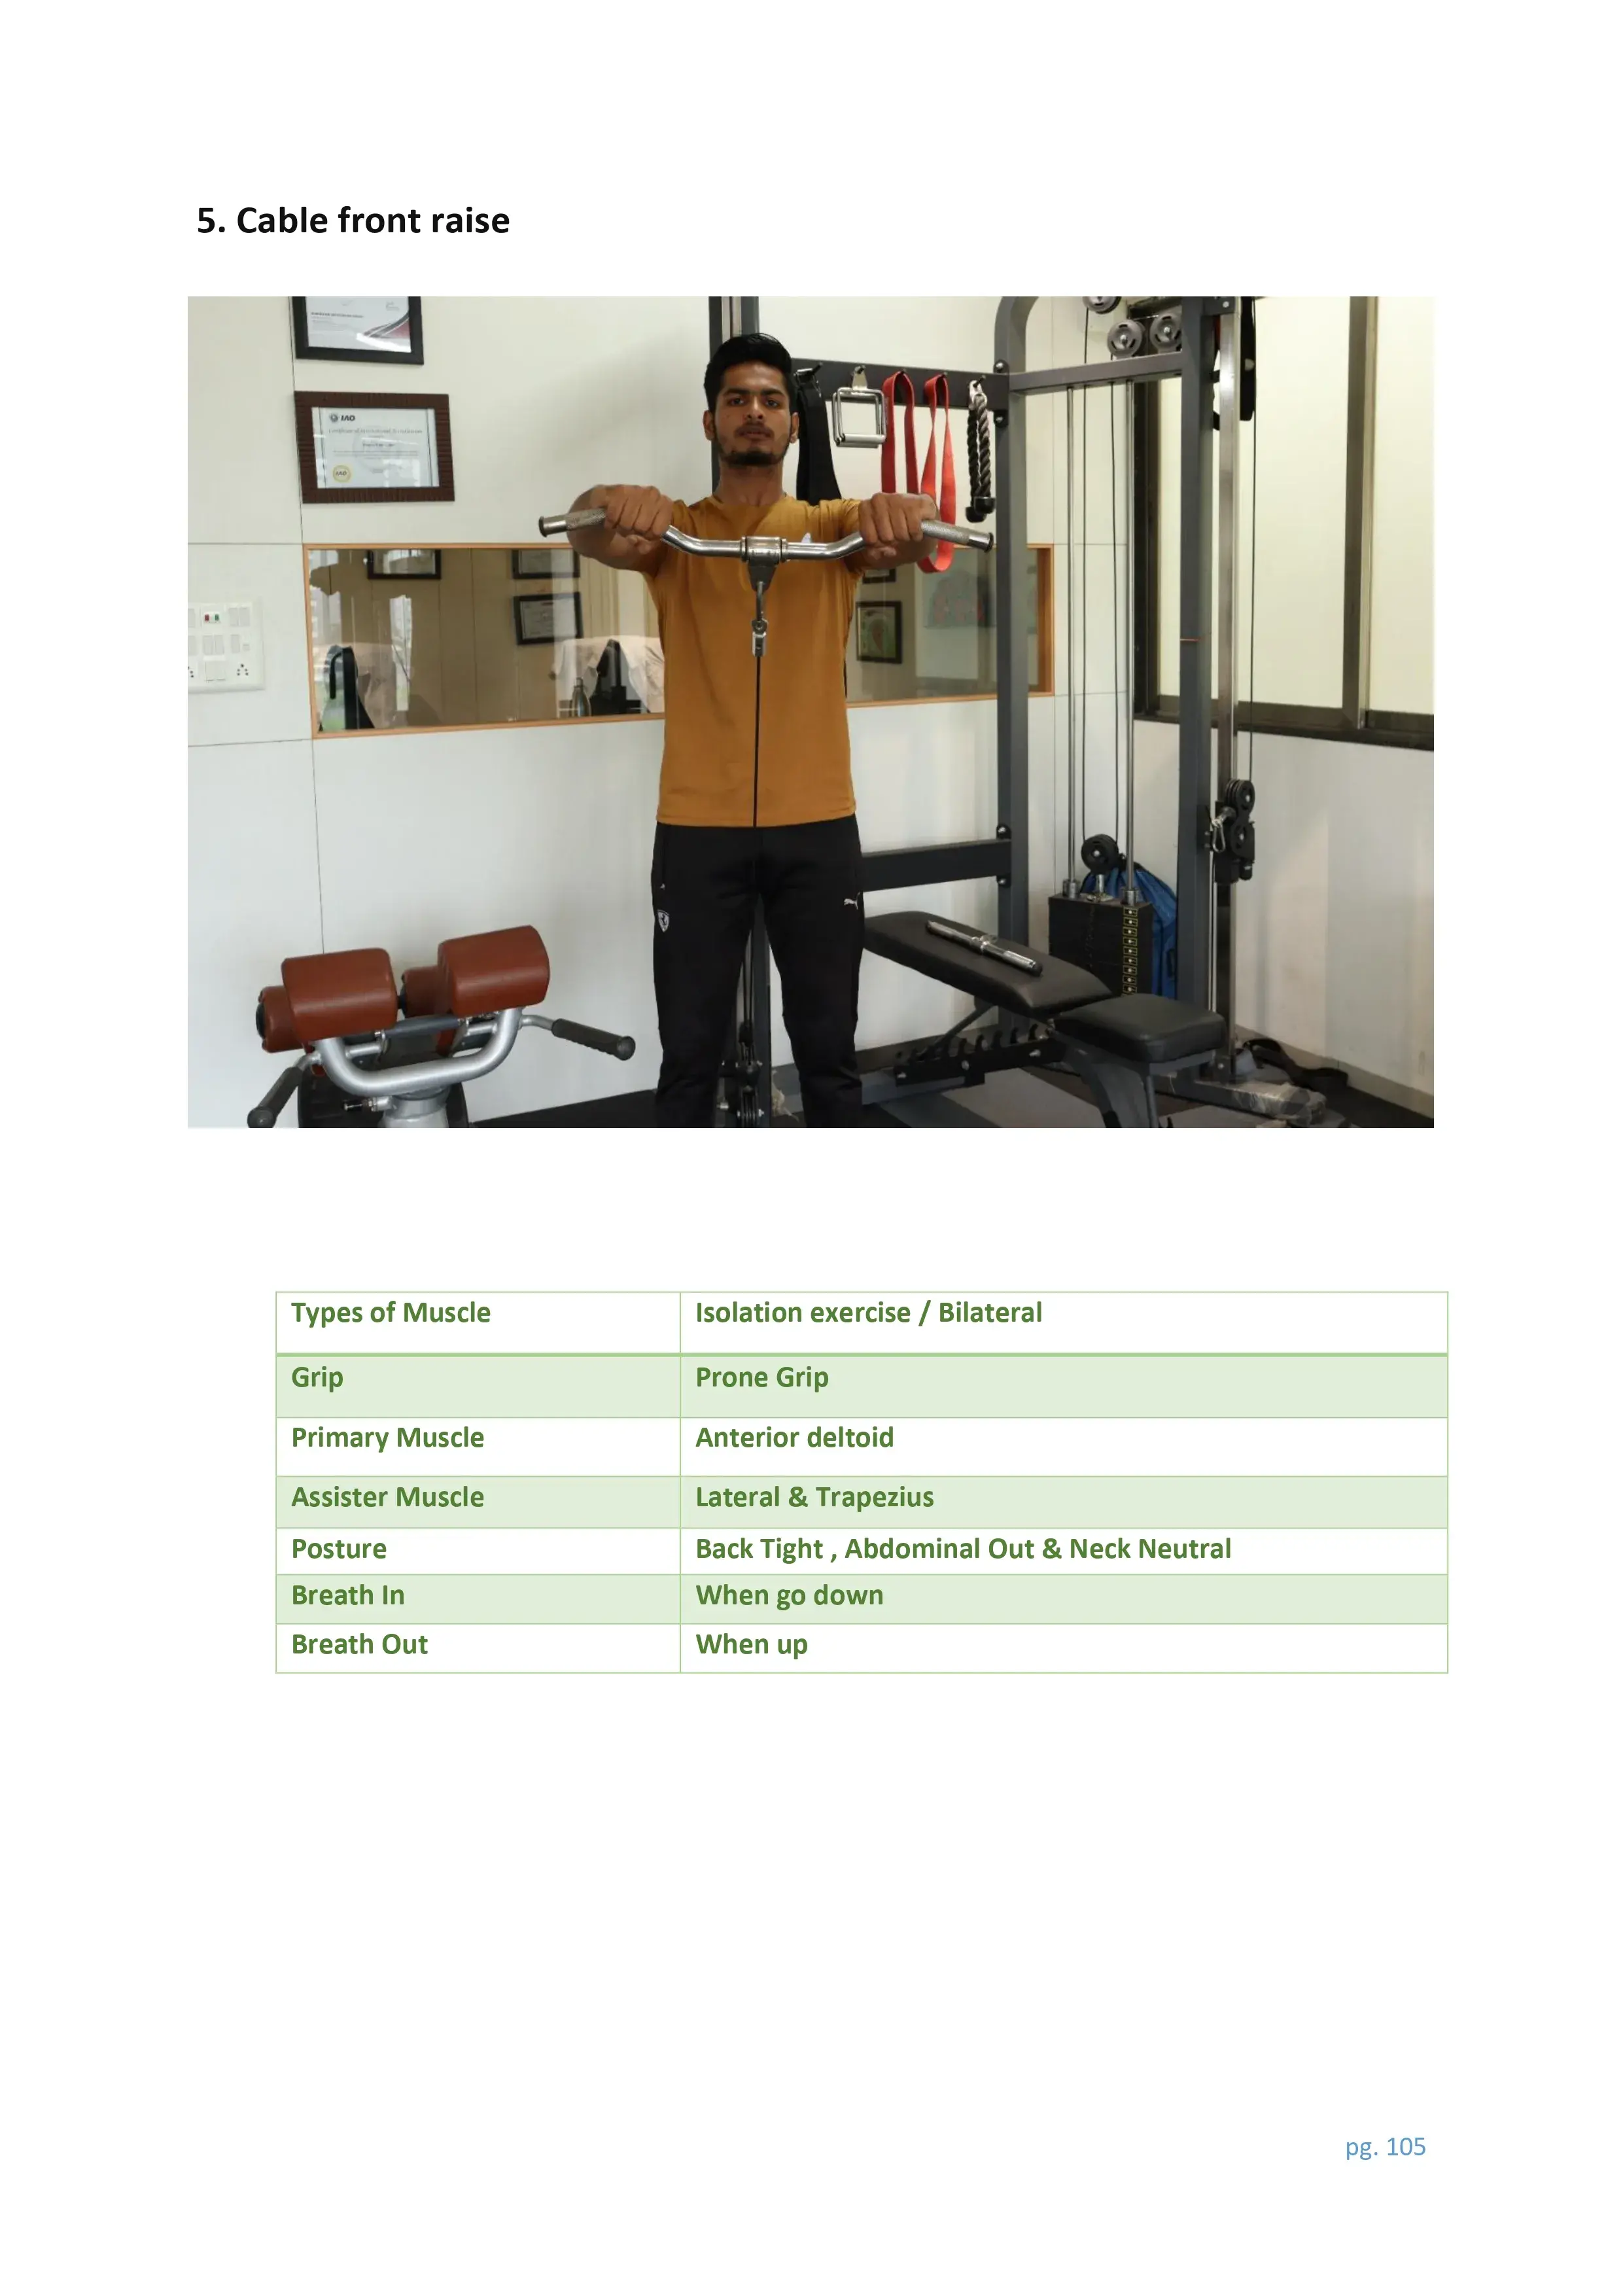 5. Cable front raise
IAO
Types of Muscle Isolation exercise / Bilateral
Grip Prone Grip
Primary Muscle Anterior deltoid
Assister Muscle Lateral & Trapezius
Posture Back Tight , Abdominal Out & Neck Neutral
Breath In When go down
Breath Out When up
pg. 105